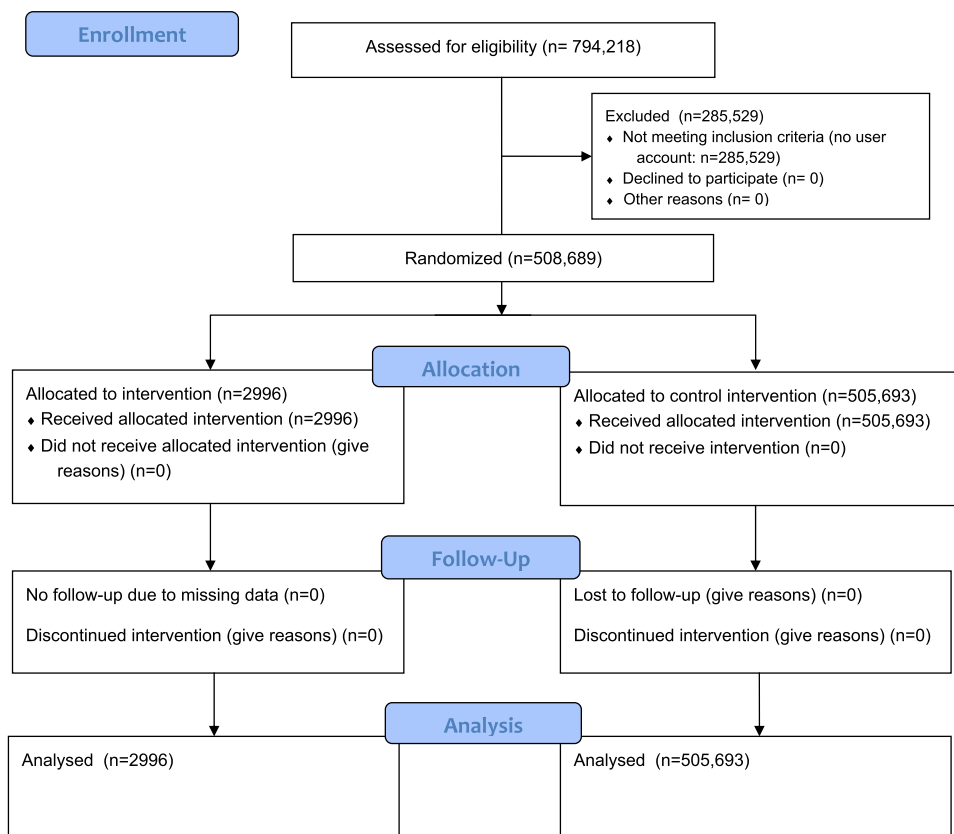 Enrollment
Assessed for eligibility (n= 794,218)
Excluded (n=285,529)
♦ Not meeting inclusion criteria (no user
account: n=285,529)
♦ Declined to participate (n= 0)
♦ Other reasons (n= 0)
Randomized (n=508,689)
Allocation
Allocated to intervention (n=2996)
♦ Received allocated intervention (n=2996)
♦ Did not receive allocated intervention (give
reasons) (n=0)
Allocated to control intervention (n=505,693)
♦ Received allocated intervention (n=505,693)
♦ Did not receive intervention (n=0)
Follow-Up
No follow-up due to missing data (n=0)
Discontinued intervention (give reasons) (n=0)
Lost to follow-up (give reasons) (n=0)
Discontinued intervention (give reasons) (n=0)
Analysis
Analysed (n=2996)
Analysed (n=505,693)